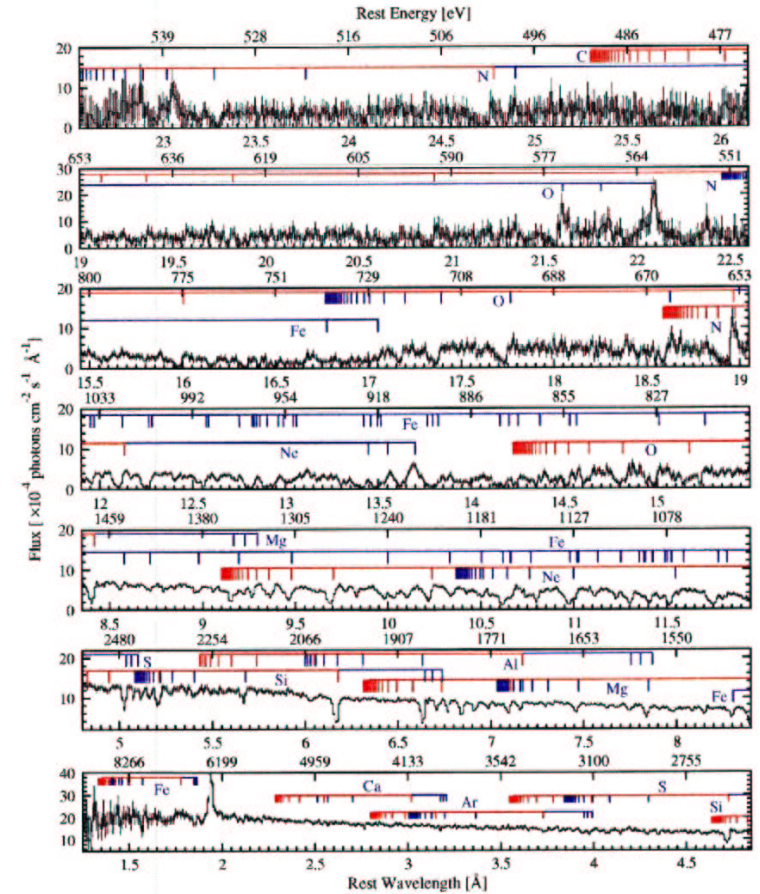 Rest Energy [eV]
539 528 516 506 496 486 477
20
10
0
C
N
23 23.5 24 24.5 25 25.5 26
653 636 619 605 590 577 564 551
30
20
10
0
O
N
19 19.5 20 20.5 21 21.5 22 22.5
800 775 751 729 708 688 670 653
20
10
0
O
Fe
N
15.5 16 16.5 17 17.5 18 18.5 19
1033 992 954 918 886 855 827
20
10
0
Fe
Ne
O
12 12.5 13 13.5 14 14.5 15
1459 1380 1305 1240 1181 1127 1078
20
10
0
Mg
Fe
Ne
8.5 9 9.5 10 10.5 11 11.5
2480 2254 2066 1907 1771 1653 1550
20
10
S
Al
Si
Mg
Fe
5 5.5 6 6.5 7 7.5 8
8266 6199 4959 4133 3542 3100 2755
40
30
20
10
Fe
Ca
S
Ar
Si
1.5 2 2.5 3 3.5 4 4.5
Rest Wavelength [Å]
Flux [ ×10⁻⁴ photons cm⁻² s⁻¹ Å⁻¹]